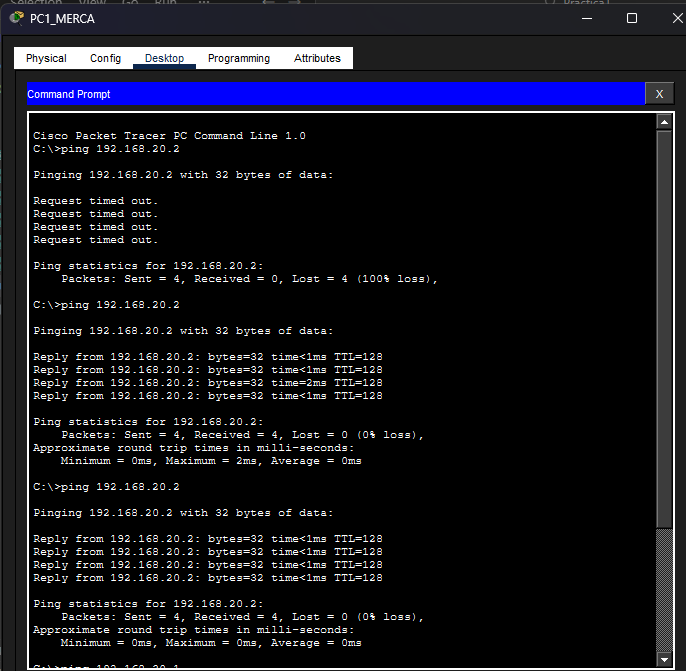 PC1_MERCA
Physical Config Desktop Programming Attributes
Command Prompt
X
Cisco Packet Tracer PC Command Line 1.0
C:\>ping 192.168.20.2
Pinging 192.168.20.2 with 32 bytes of data:
Request timed out.
Request timed out.
Request timed out.
Request timed out.
Ping statistics for 192.168.20.2:
Packets: Sent = 4, Received = 0, Lost = 4 (100% loss),
C:\>ping 192.168.20.2
Pinging 192.168.20.2 with 32 bytes of data:
Reply from 192.168.20.2: bytes=32 time<1ms TTL=128
Reply from 192.168.20.2: bytes=32 time<1ms TTL=128
Reply from 192.168.20.2: bytes=32 time=2ms TTL=128
Reply from 192.168.20.2: bytes=32 time<1ms TTL=128
Ping statistics for 192.168.20.2:
Packets: Sent = 4, Received = 4, Lost = 0 (0% loss),
Approximate round trip times in milli-seconds:
Minimum = 0ms, Maximum = 2ms, Average = 0ms
C:\>ping 192.168.20.2
Pinging 192.168.20.2 with 32 bytes of data:
Reply from 192.168.20.2: bytes=32 time<1ms TTL=128
Reply from 192.168.20.2: bytes=32 time<1ms TTL=128
Reply from 192.168.20.2: bytes=32 time<1ms TTL=128
Reply from 192.168.20.2: bytes=32 time<1ms TTL=128
Ping statistics for 192.168.20.2:
Packets: Sent = 4, Received = 4, Lost = 0 (0% loss),
Approximate round trip times in milli-seconds:
Minimum = 0ms, Maximum = 0ms, Average = 0ms